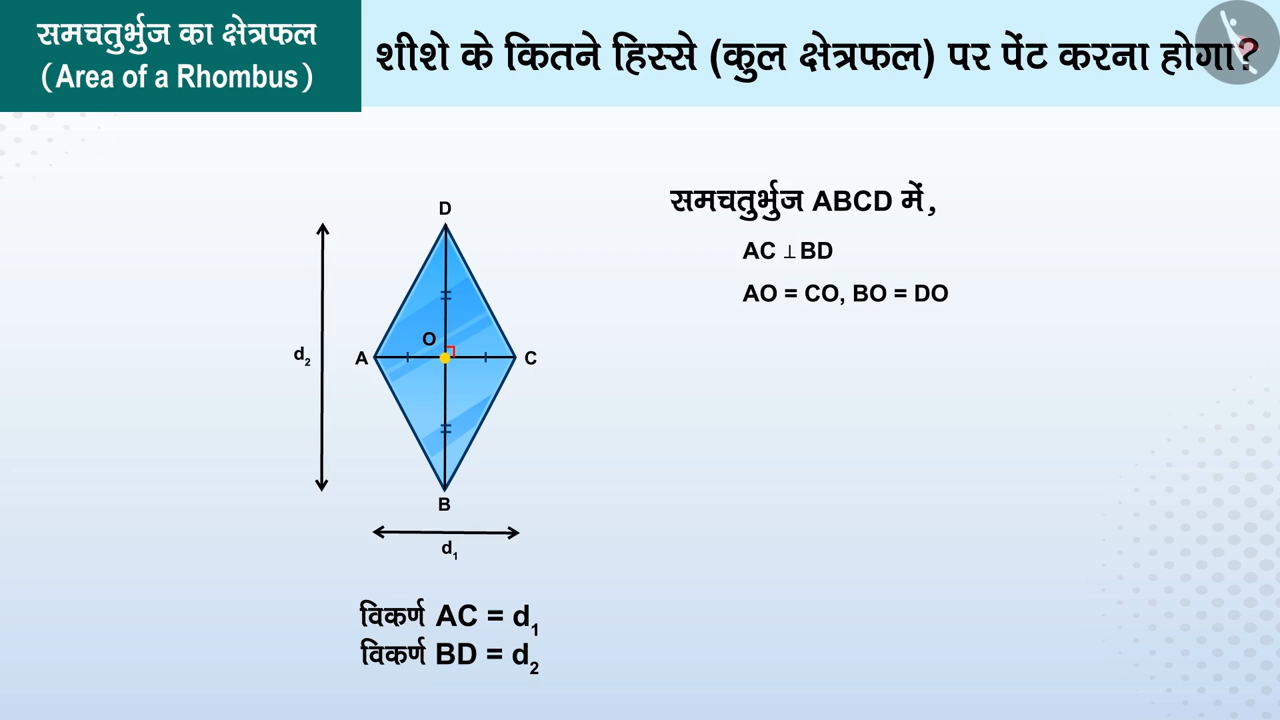 समचतुर्भुज का क्षेत्रफल
(Area of a Rhombus)
शीशे के कितने हिस्से (कुल क्षेत्रफल) पर पेंट करना होगा?
समचतुर्भुज ABCD में,
AC ⊥ BD
AO = CO, BO = DO
D
O
d₂
A
C
B
d₁
विकर्ण AC = d₁
विकर्ण BD = d₂